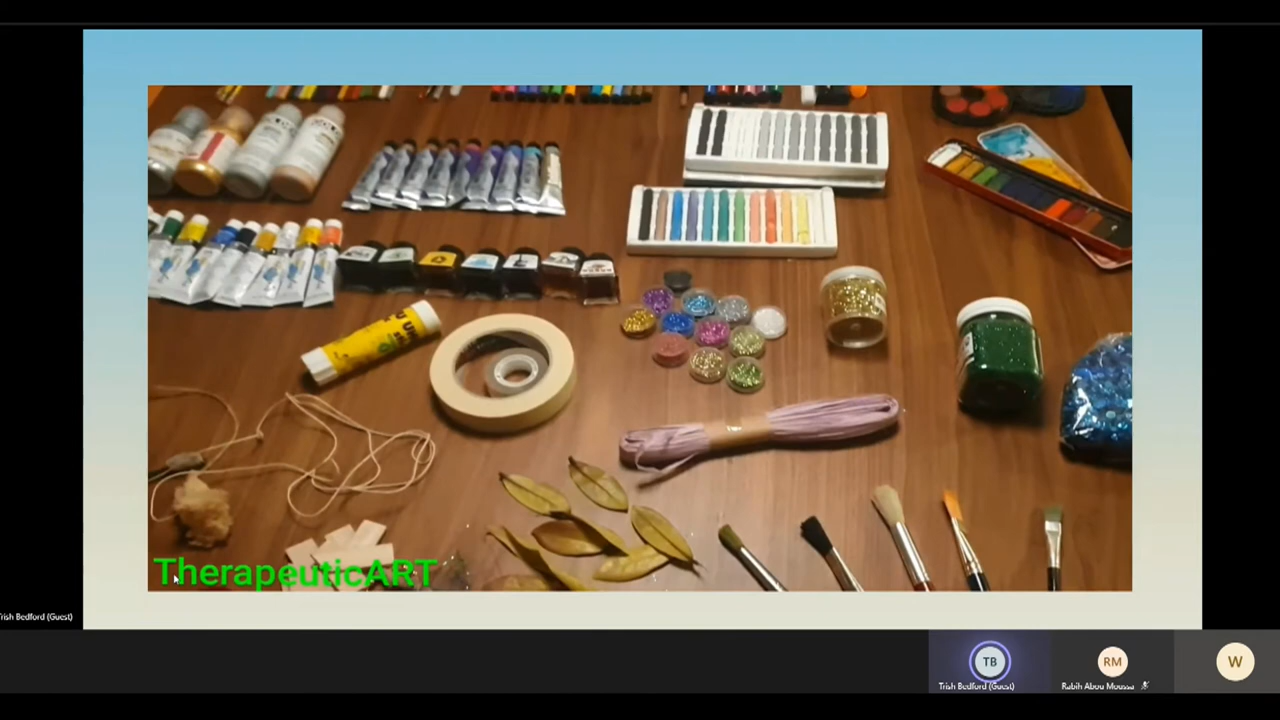 TherapeuticART
Trish Bedford (Guest)
TB
RM
W
Trish Bedford (Guest)
Rabih Abou Moussa